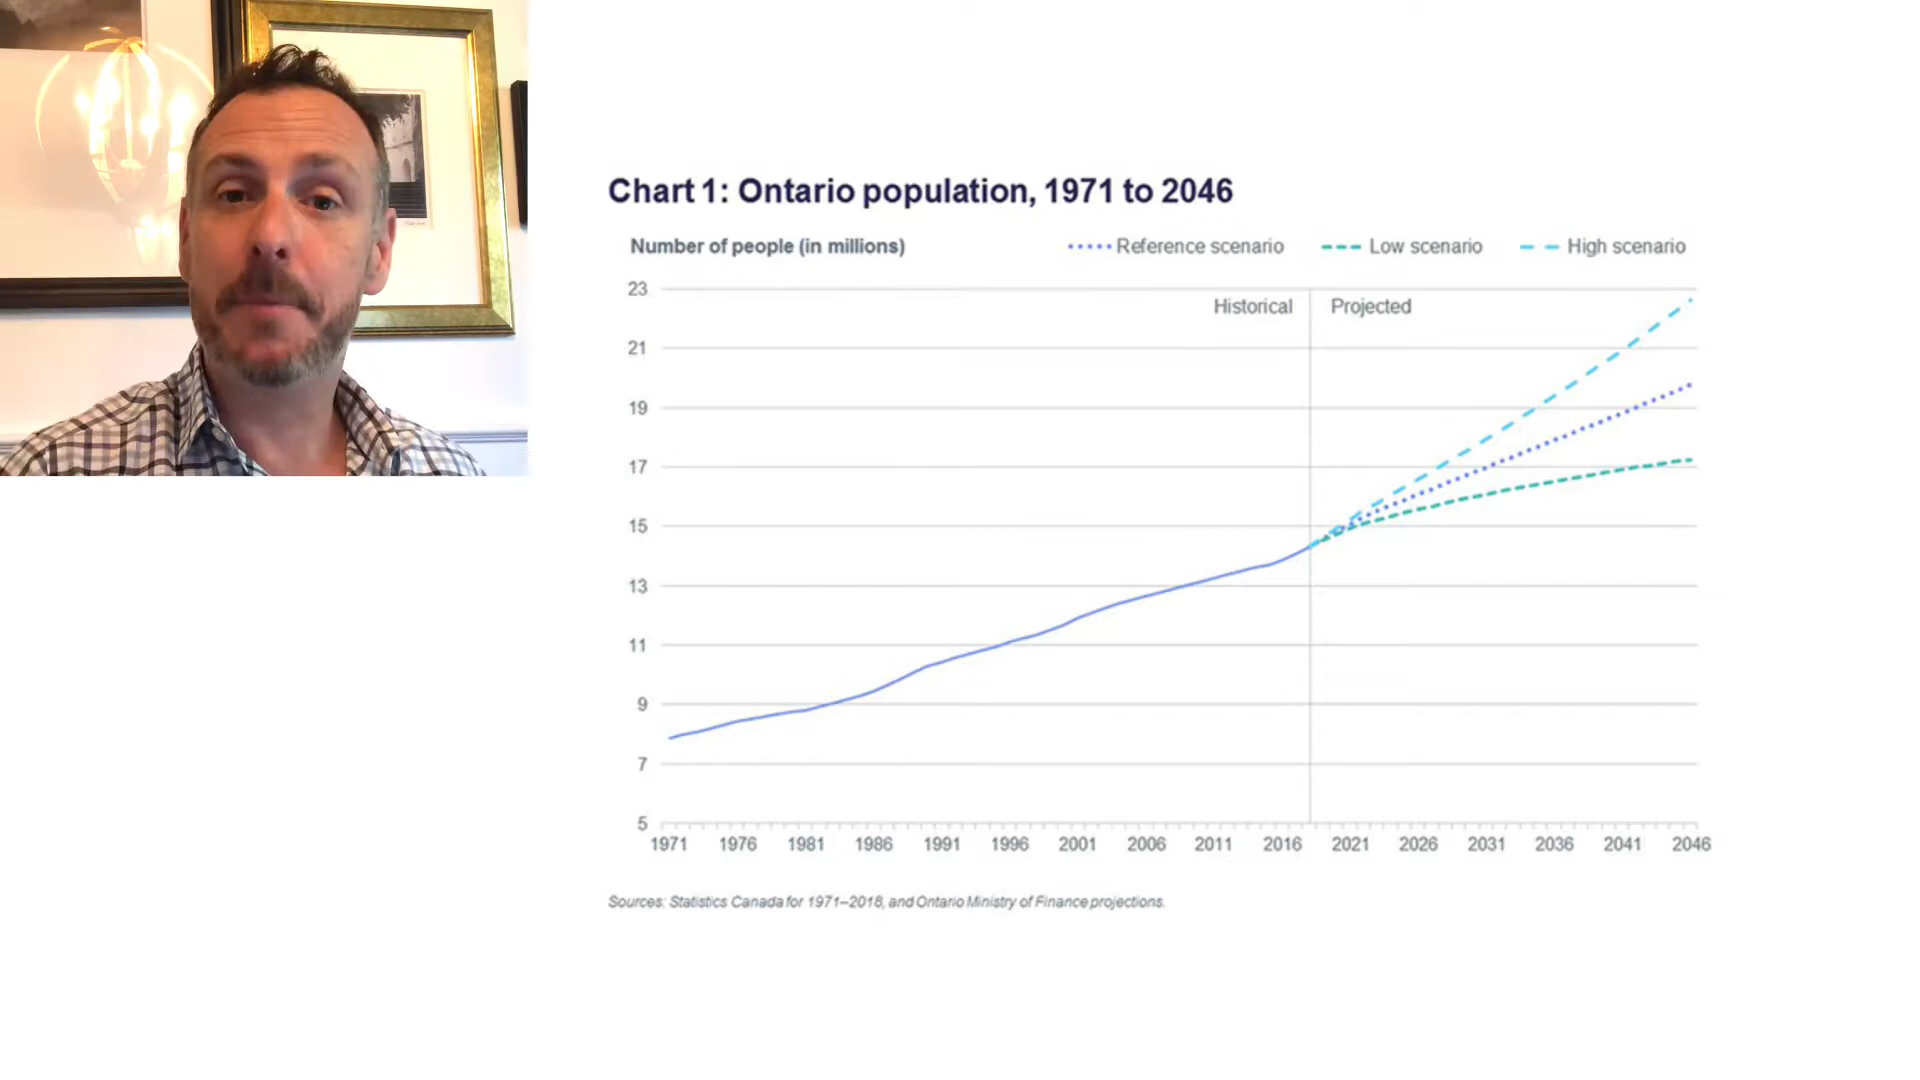 Chart 1: Ontario population, 1971 to 2046
Number of people (in millions) Reference scenario Low scenario High scenario
Historical Projected
23
21
19
17
15
13
11
9
7
5
1971 1976 1981 1986 1991 1996 2001 2006 2011 2016 2021 2026 2031 2036 2041 2046
Sources: Statistics Canada for 1971–2018, and Ontario Ministry of Finance projections.